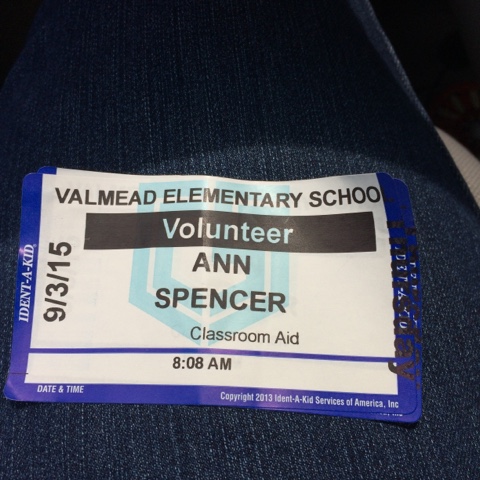 VALMEAD ELEMENTARY SCHOO
Volunteer
ANN
SPENCER
Classroom Aid
8:08 AM
9/3/15
IDENT-A-KID
DATE & TIME
Copyright 2013 Ident-A-Kid Services of America, Inc
Thursday